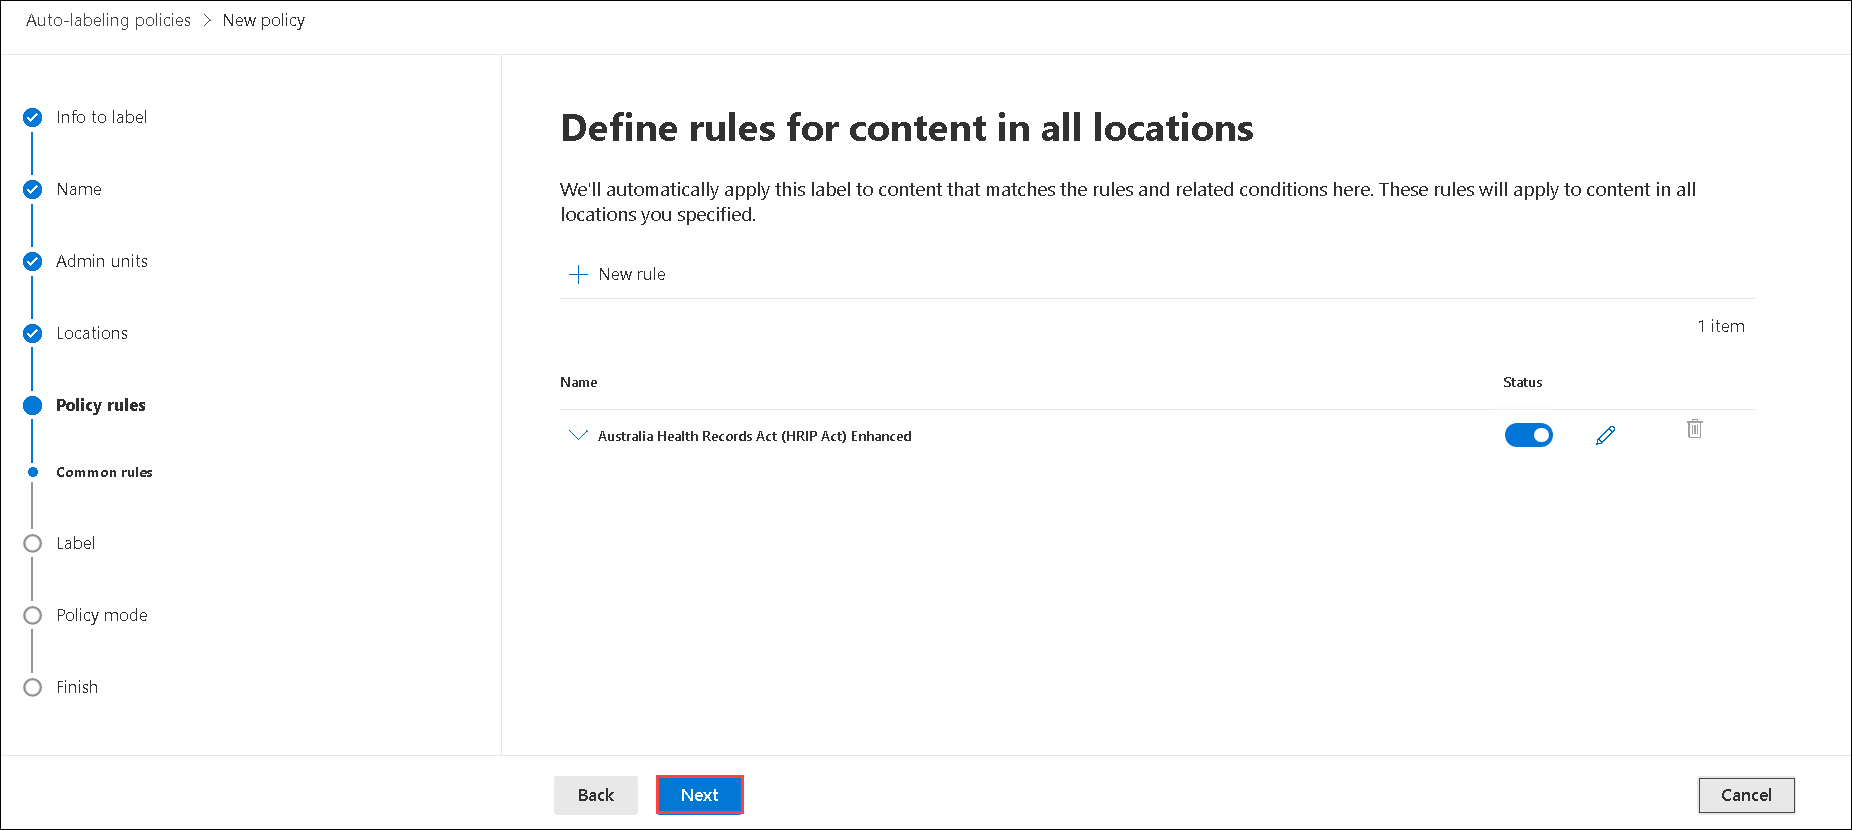 Auto-labeling policies > New policy
Info to label
Name
Admin units
Locations
Policy rules
Common rules
Label
Policy mode
Finish
Define rules for content in all locations
We'll automatically apply this label to content that matches the rules and related conditions here. These rules will apply to content in all
locations you specified.
New rule
1 item
Name Status
Australia Health Records Act (HRIP Act) Enhanced
Back Next Cancel